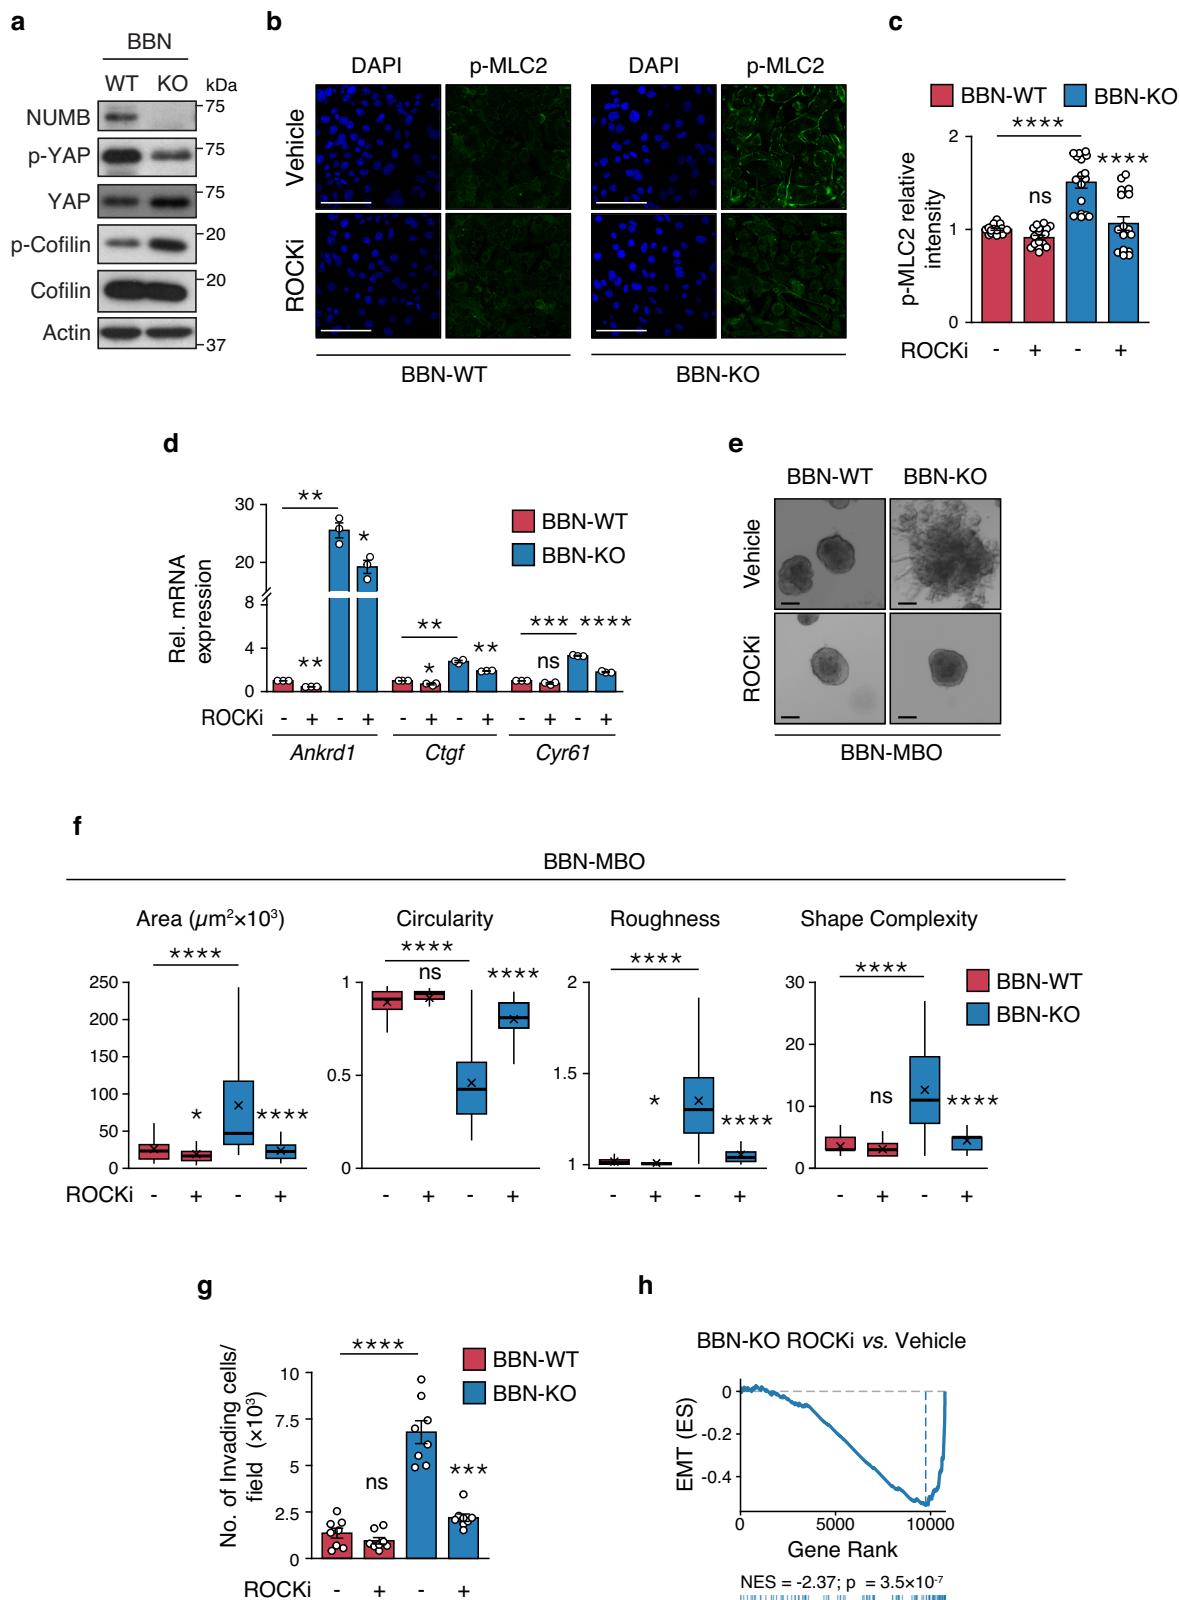 a
BBN
WT KO kDa
NUMB 75
p-YAP 75
YAP 75
p-Cofilin 20
Cofilin 20
Actin 37
b
DAPI p-MLC2 DAPI p-MLC2
Vehicle
ROCKi
BBN-WT BBN-KO
c
BBN-WT BBN-KO
p-MLC2 relative
intensity
2
1
0
**** ns ****
ROCKi - + - +
d
Rel. mRNA
expression
30
20
8
4
0
** ** *
** * **
*** ns ****
BBN-WT
BBN-KO
ROCKi - + - + - + - + - + - +
Ankrd1 Ctgf Cyr61
e
BBN-WT BBN-KO
Vehicle
ROCKi
BBN-MBO
f
BBN-MBO
Area (μm²×10³)
250
200
150
100
50
0
**** * ****
ROCKi - + - +
Circularity
1
0.5
0
**** ns ****
- + - +
Roughness
2
1.5
1
**** * ****
- + - +
Shape Complexity
30
20
10
0
**** ns ****
- + - +
BBN-WT
BBN-KO
g
No. of Invading cells/
field (×10³)
10
7.5
5
2.5
0
**** ns ***
BBN-WT
BBN-KO
ROCKi - + - +
h
BBN-KO ROCKi vs. Vehicle
EMT (ES)
0
-0.2
-0.4
0 5000 10000
Gene Rank
NES = -2.37; p = 3.5×10⁻⁷